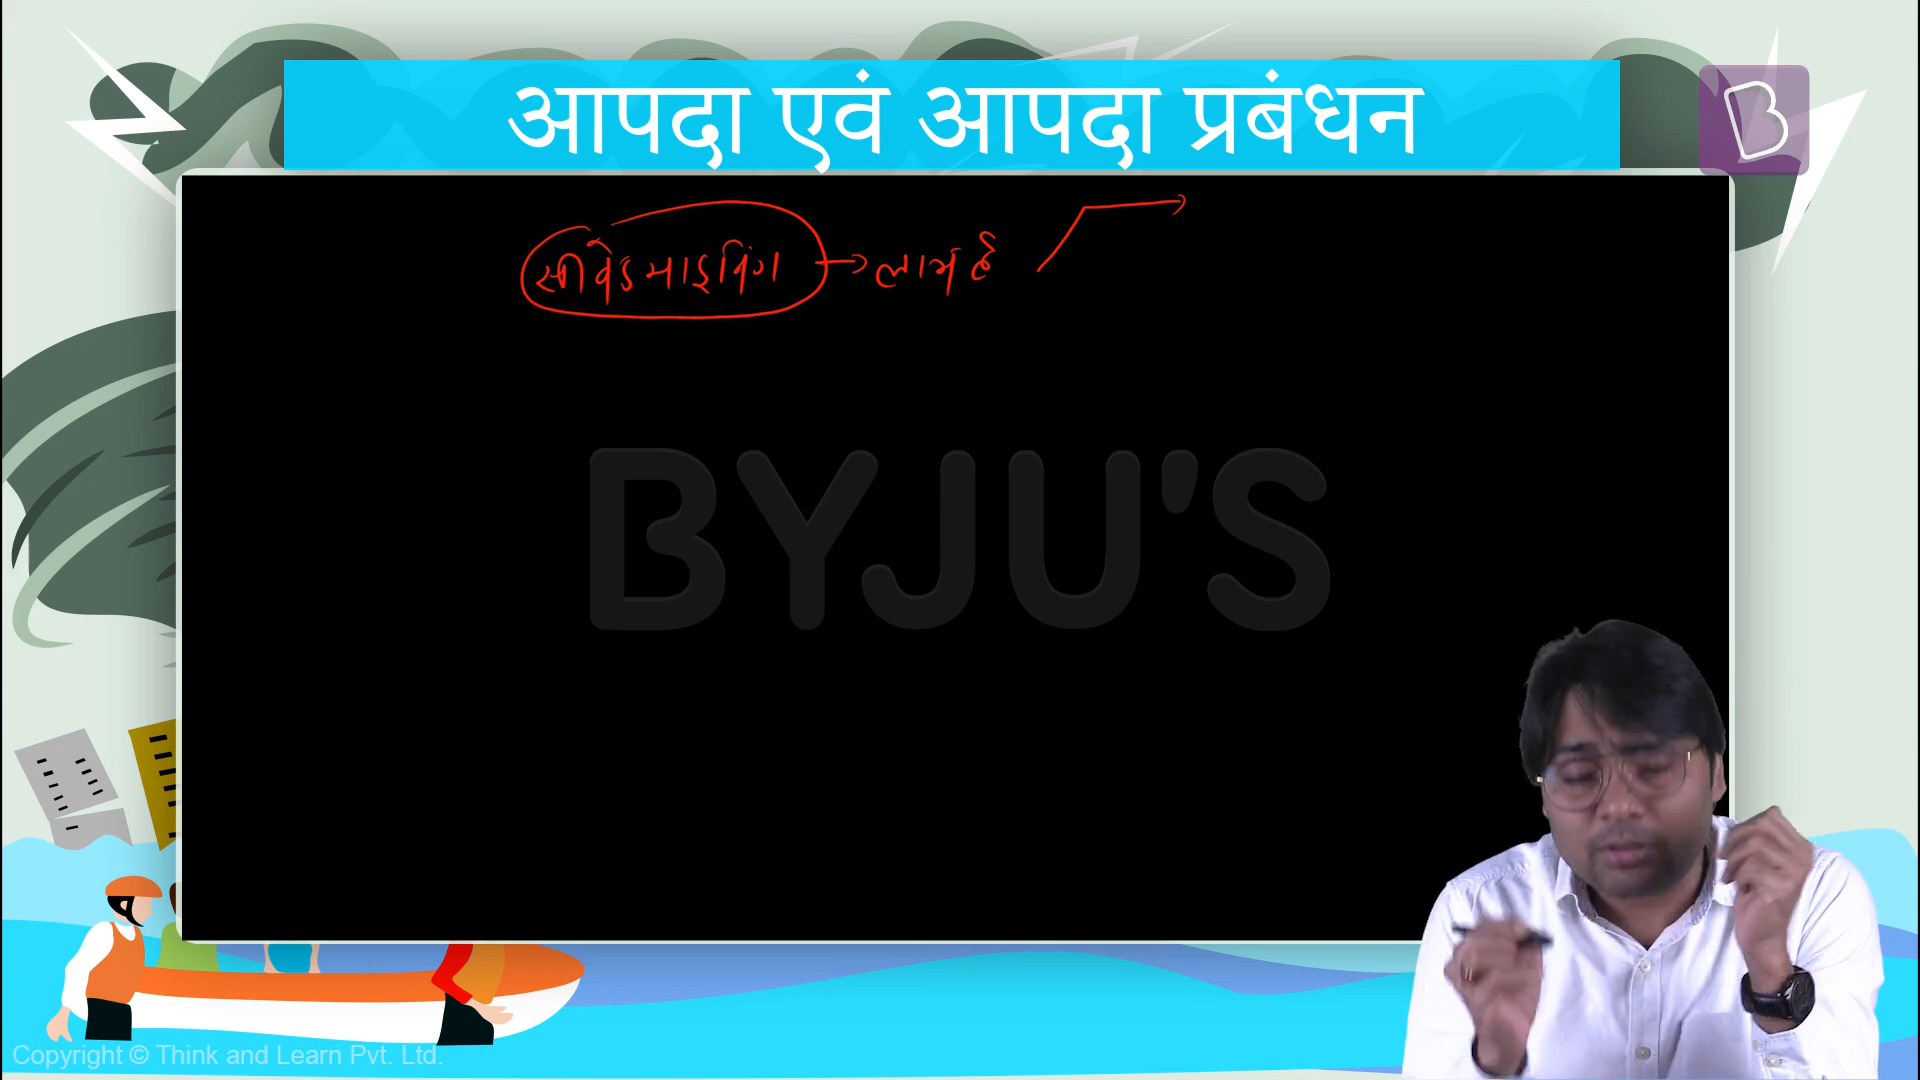 आपदा एवं आपदा प्रबंधन
सीबेड माइनिंग → लाभ है
BYJU'S
Copyright © Think and Learn Pvt. Ltd.